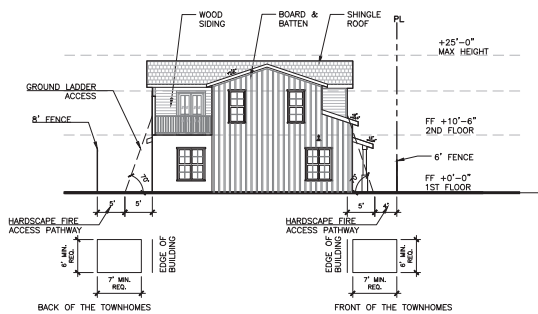 WOOD
SIDING
BOARD &
BATTEN
SHINGLE
ROOF
PL
+25'-0"
MAX HEIGHT
GROUND LADDER
ACCESS
8' FENCE
FF +10'-6"
2ND FLOOR
6' FENCE
FF +0'-0"
1ST FLOOR
70°
5'
5'
5'
4'
HARDSCAPE FIRE
ACCESS PATHWAY
HARDSCAPE FIRE
ACCESS PATHWAY
6' MIN.
REQ.
EDGE OF
BUILDING
7' MIN.
REQ.
EDGE OF
BUILDING
6' MIN.
REQ.
7' MIN.
REQ.
BACK OF THE TOWNHOMES
FRONT OF THE TOWNHOMES